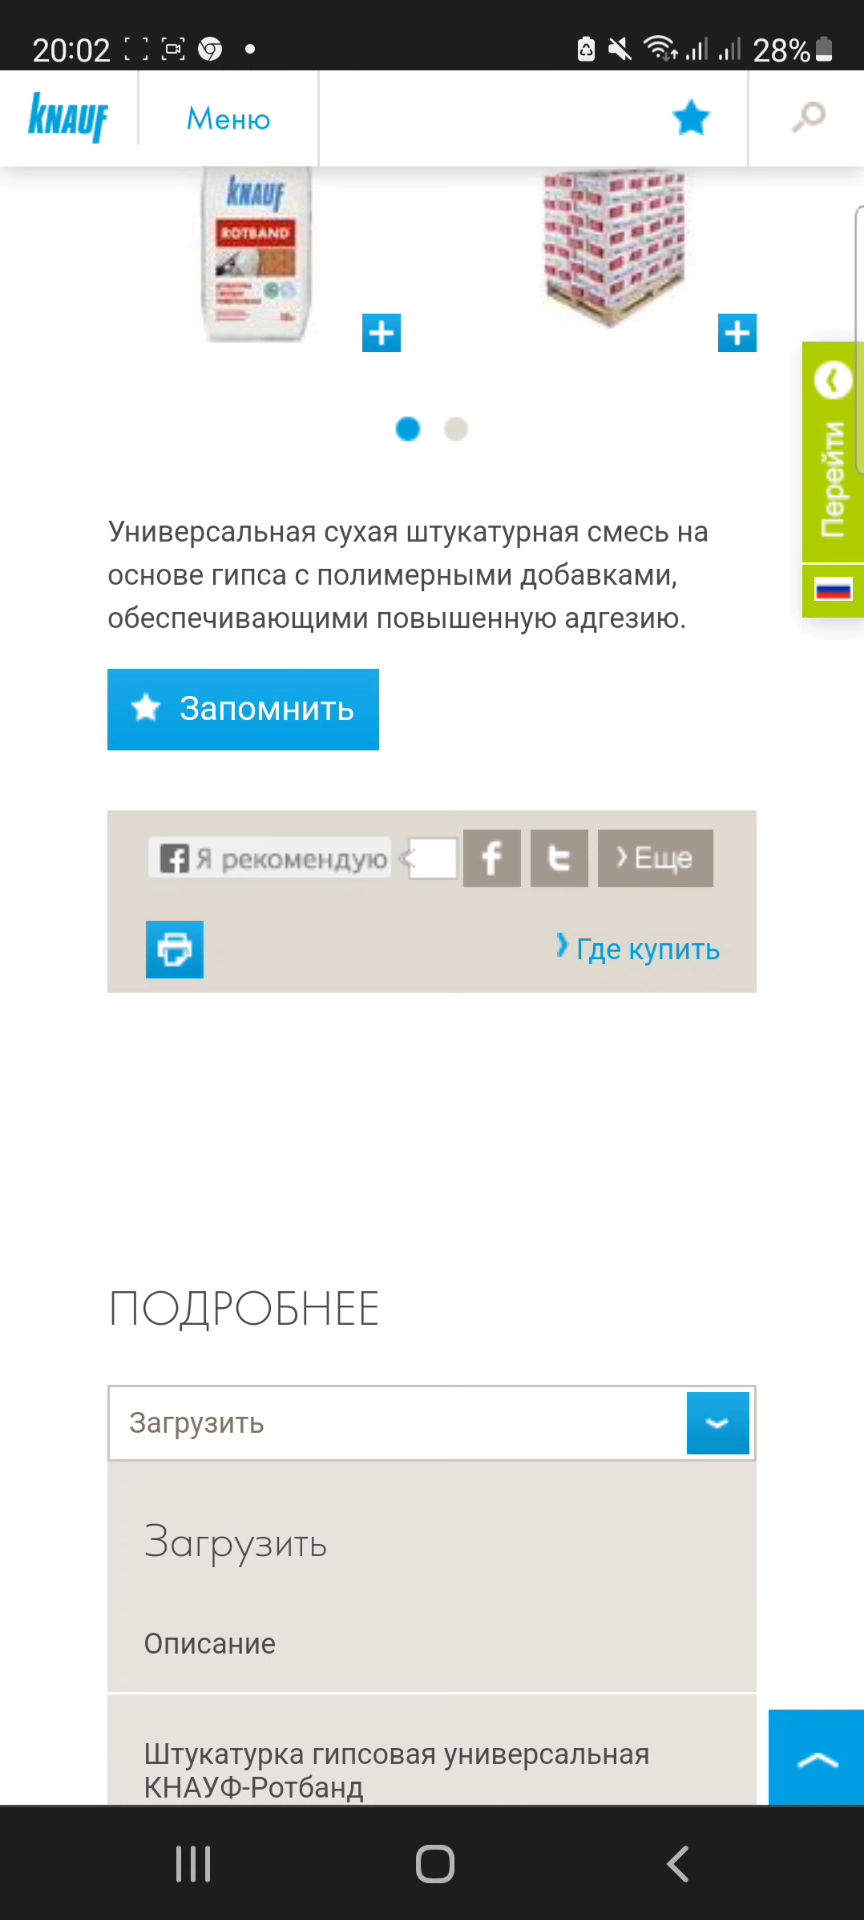 20:02
28%
KNAUF
Меню
KNAUF
ROTBAND
Перейти
Универсальная сухая штукатурная смесь на
основе гипса с полимерными добавками,
обеспечивающими повышенную адгезию.
Запомнить
Я рекомендую
Еще
Где купить
ПОДРОБНЕЕ
Загрузить
Загрузить
Описание
Штукатурка гипсовая универсальная
КНАУФ-Ротбанд